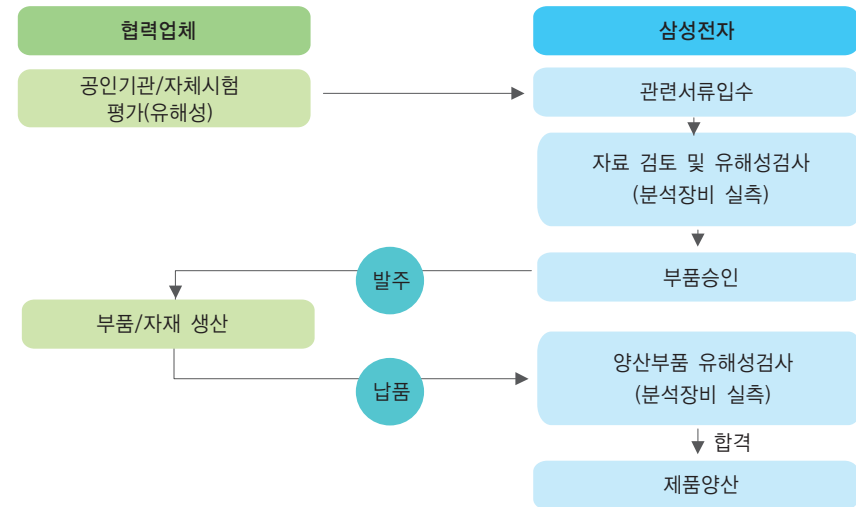 협력업체
삼성전자
공인기관/자체시험
평가(유해성)
관련서류입수
자료 검토 및 유해성검사
(분석장비 실측)
발주
부품승인
부품/자재 생산
납품
양산부품 유해성검사
(분석장비 실측)
합격
제품양산